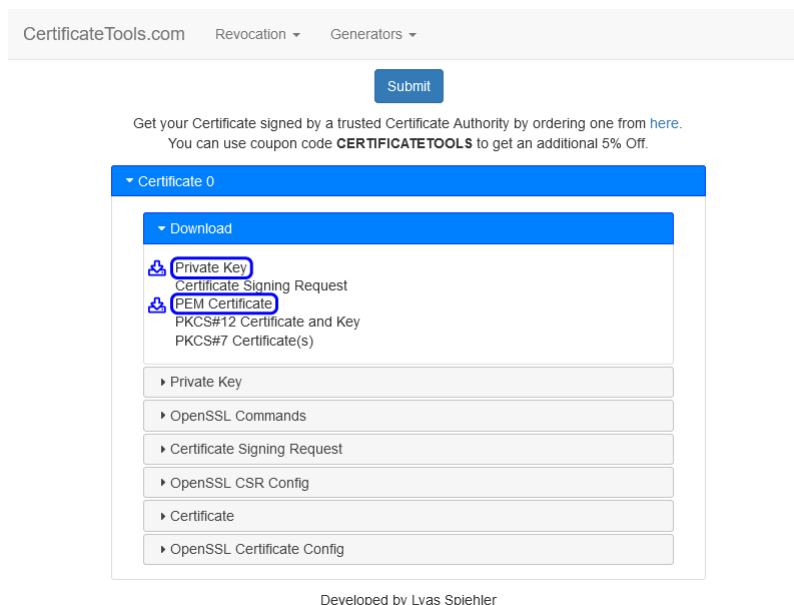 CertificateTools.com Revocation Generators
Submit
Get your Certificate signed by a trusted Certificate Authority by ordering one from here.
You can use coupon code CERTIFICATETOOLS to get an additional 5% Off.
Certificate 0
Download
Private Key
Certificate Signing Request
PEM Certificate
PKCS#12 Certificate and Key
PKCS#7 Certificate(s)
Private Key
OpenSSL Commands
Certificate Signing Request
OpenSSL CSR Config
Certificate
OpenSSL Certificate Config
Developed by Lyas Spiehler